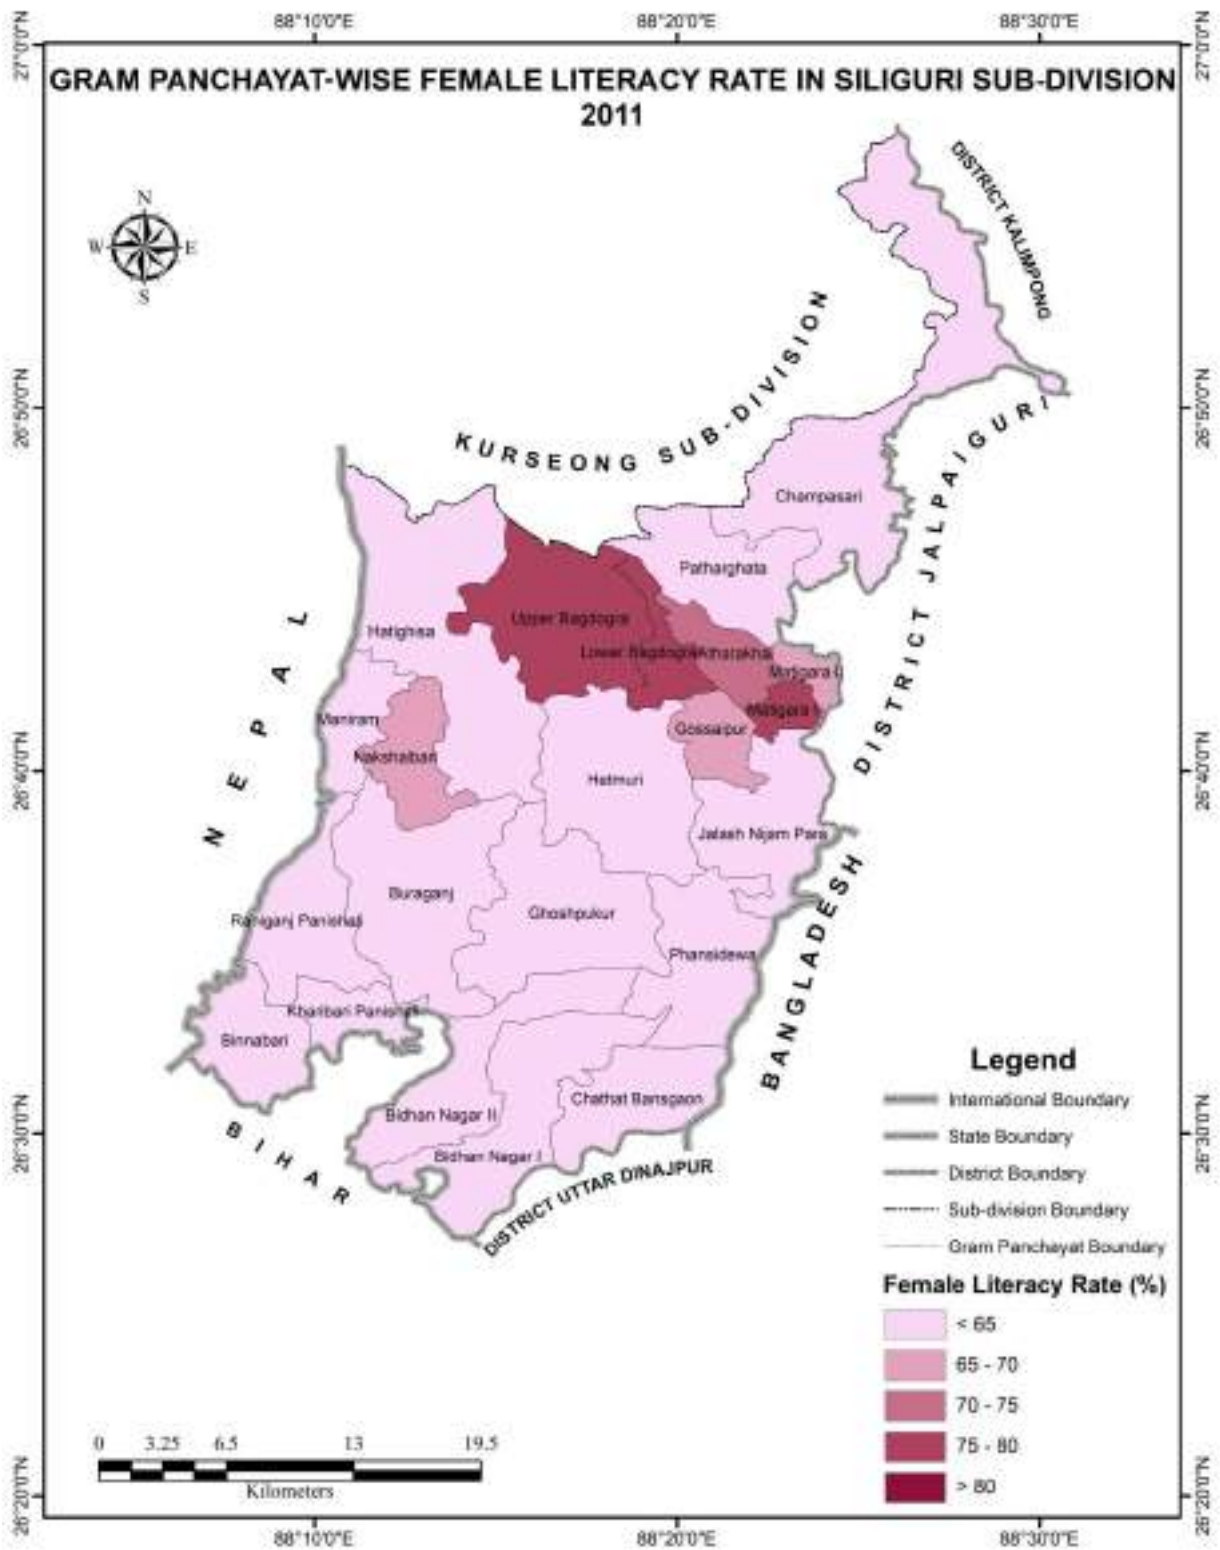 88°10'0"E 88°20'0"E 88°30'0"E
27°0'0"N 27°0'0"N
GRAM PANCHAYAT-WISE FEMALE LITERACY RATE IN SILIGURI SUB-DIVISION
2011
N
W E
S
DISTRICT KALIMPONG
KURSEONG SUB-DIVISION
26°50'0"N 26°50'0"N
DISTRICT JALPAIGURI
Champasari
Patharghata
Upper Bagdogra
Hatighisa
Lower Bagdogra Atharakhai
Matigara II
Matigara I
Maniram
Gossaipur
Nakshalbari
NEPAL
26°40'0"N 26°40'0"N
Hetmuri
Jalash Nijam Para
Buraganj
Ghoshpukur
Raniganj Panishali
Phansidewa
BANGLADESH
Kharibari Panishali
Binnabari
Chathat Bansgaon
Bidhan Nagar II
Bidhan Nagar I
26°30'0"N 26°30'0"N
BIHAR
DISTRICT UTTAR DINAJPUR
Legend
International Boundary
State Boundary
District Boundary
Sub-division Boundary
Gram Panchayat Boundary
Female Literacy Rate (%)
< 65
65 - 70
70 - 75
75 - 80
> 80
0 3.25 6.5 13 19.5
Kilometers
26°20'0"N 26°20'0"N
88°10'0"E 88°20'0"E 88°30'0"E